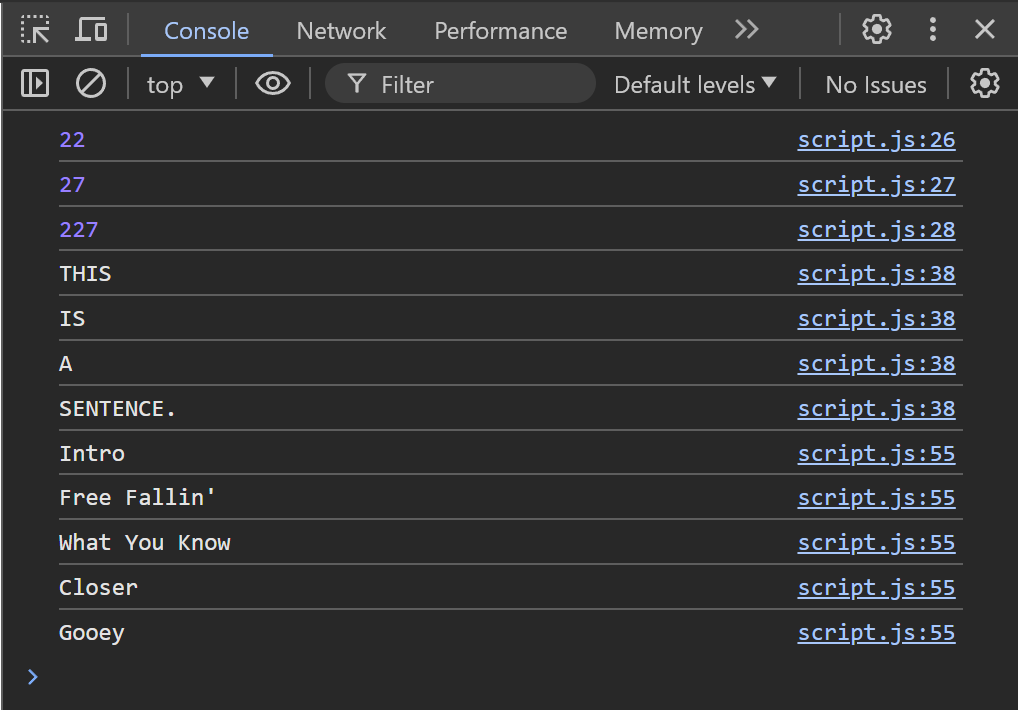 Console Network Performance Memory
top Filter Default levels No Issues
22 script.js:26
27 script.js:27
227 script.js:28
THIS script.js:38
IS script.js:38
A script.js:38
SENTENCE. script.js:38
Intro script.js:55
Free Fallin' script.js:55
What You Know script.js:55
Closer script.js:55
Gooey script.js:55